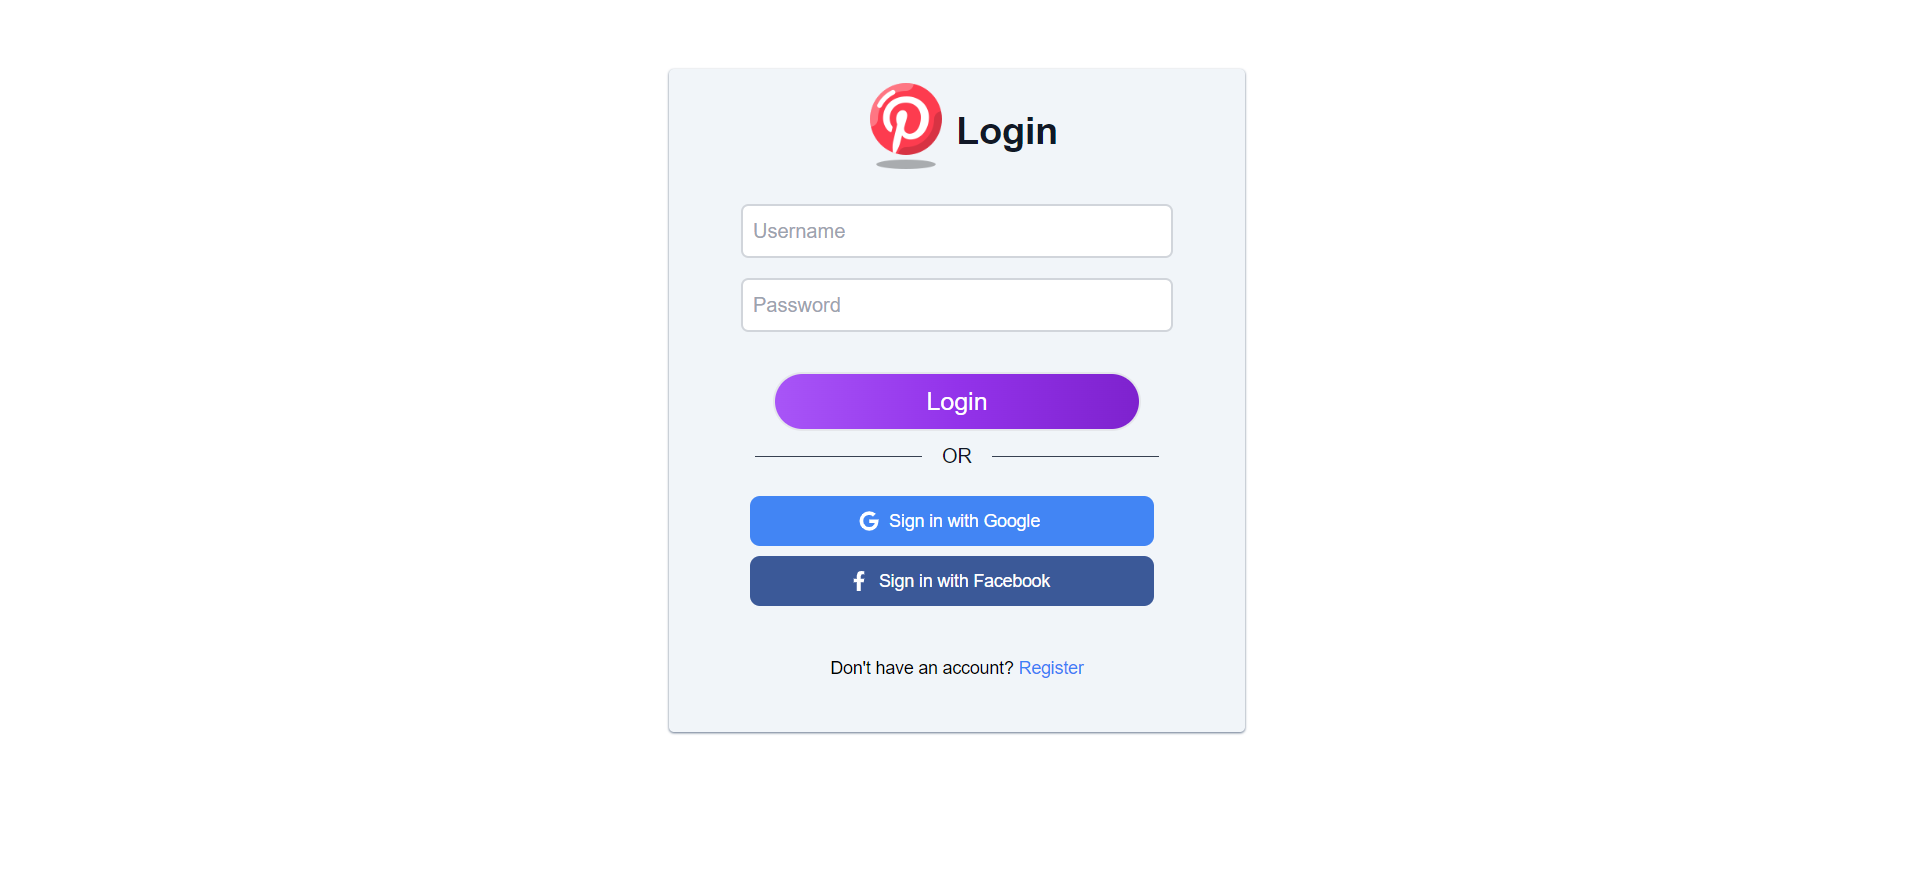 Login
Username
Password
Login
OR
Sign in with Google
Sign in with Facebook
Don't have an account? Register